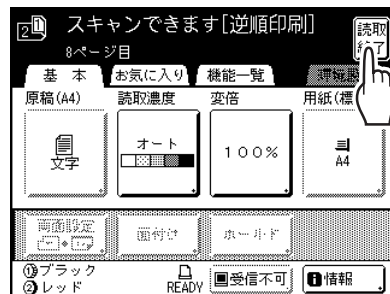 2 スキャンできます[逆順印刷]
読取
終了
8ページ目
基 本 お気に入り 機能一覧
原稿(A4) 読取濃度 変倍 用紙(標
文字 オート 100% A4
両面設定 面付け ホールド
①ブラック
②レッド READY 受信不可 情報